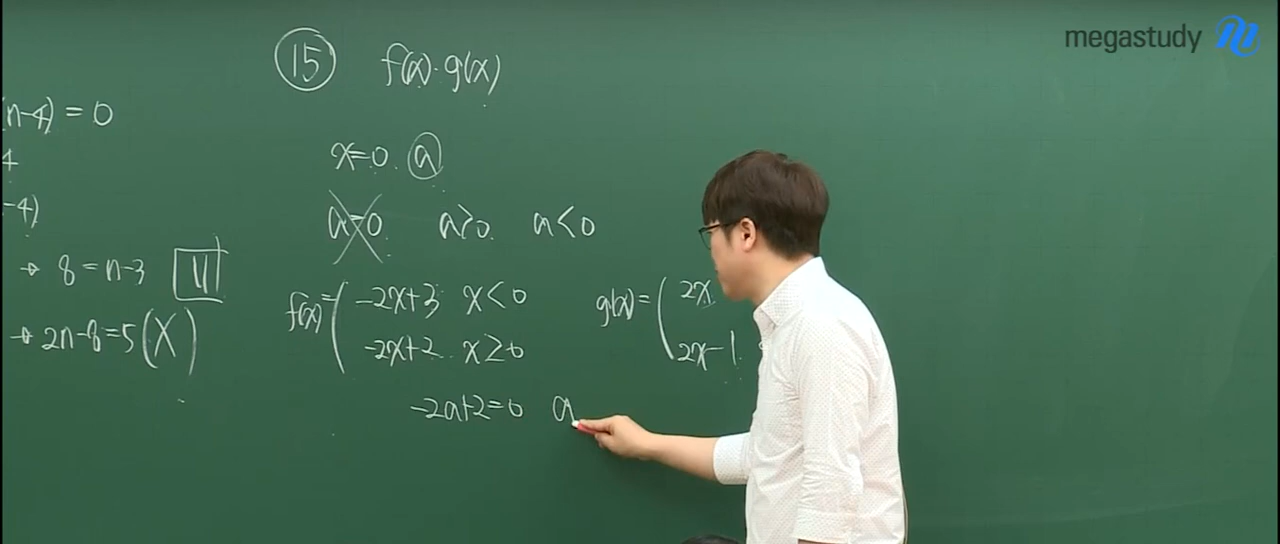 megastudy
(n-4) = 0
4
-4)
→ 8 = n-3 11
→ 2n-8=5 (X)
15 f(x)·g(x)
x=0. a
a=0. a>0. a<0
f(x)= -2x+3 x<0
-2x+2 x≥0
g(x)= 2x
2x-1
-2a+2=0 a